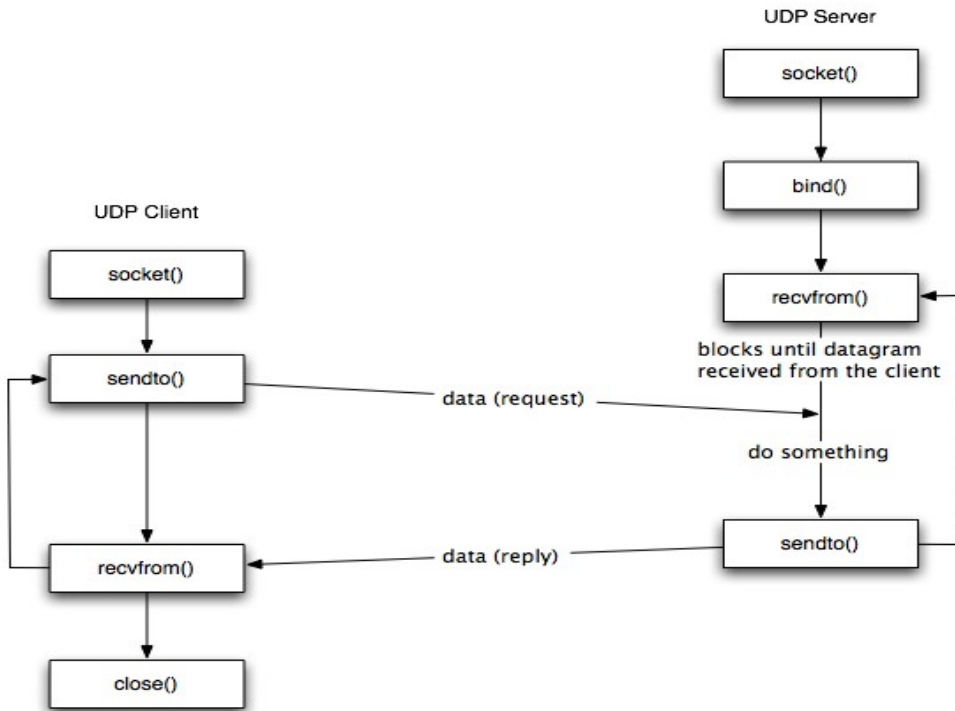 UDP Server
socket()
bind()
UDP Client
socket()
recvfrom()
blocks until datagram
received from the client
sendto()
data (request)
do something
sendto()
data (reply)
recvfrom()
close()